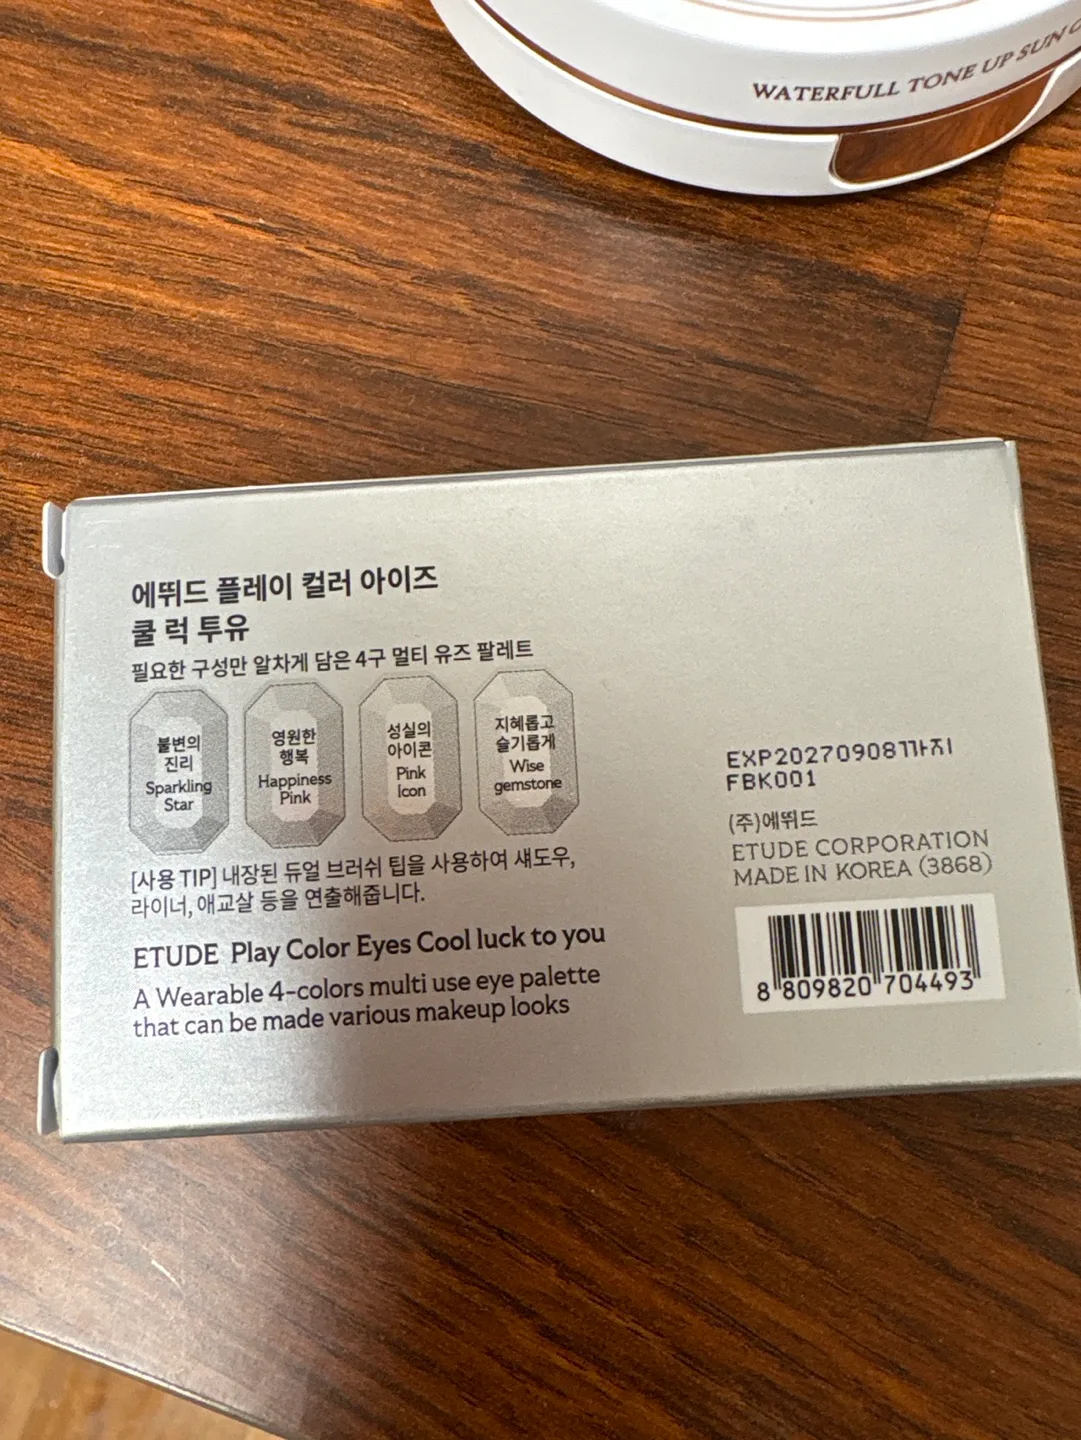 WATERFULL TONE UP SUN
에뛰드 플레이 컬러 아이즈
쿨 럭 투유
필요한 구성만 알차게 담은 4구 멀티 유즈 팔레트
불변의
진리
Sparkling
Star
영원한
행복
Happiness
Pink
성실의
아이콘
Pink
Icon
지혜롭고
슬기롭게
Wise
gemstone
[사용 TIP] 내장된 듀얼 브러쉬 팁을 사용하여 섀도우,
라이너, 애교살 등을 연출해줍니다.
ETUDE Play Color Eyes Cool luck to you
A Wearable 4-colors multi use eye palette
that can be made various makeup looks
EXP20270908까지
FBK001
(주)에뛰드
ETUDE CORPORATION
MADE IN KOREA (3868)
8 809820 704493